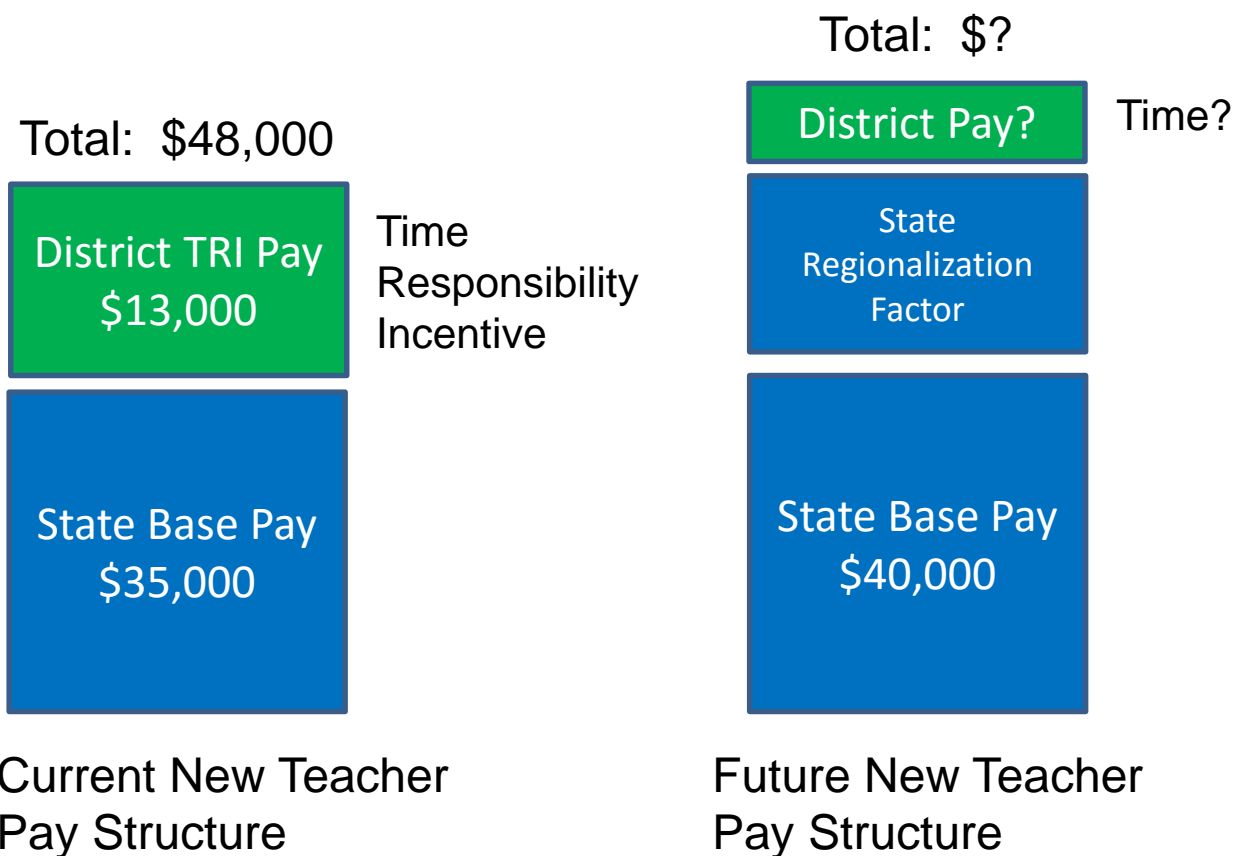 Total: $48,000
District TRI Pay
$13,000
Time
Responsibility
Incentive
State Base Pay
$35,000
Current New Teacher
Pay Structure
Total: $?
District Pay?
Time?
State
Regionalization
Factor
State Base Pay
$40,000
Future New Teacher
Pay Structure